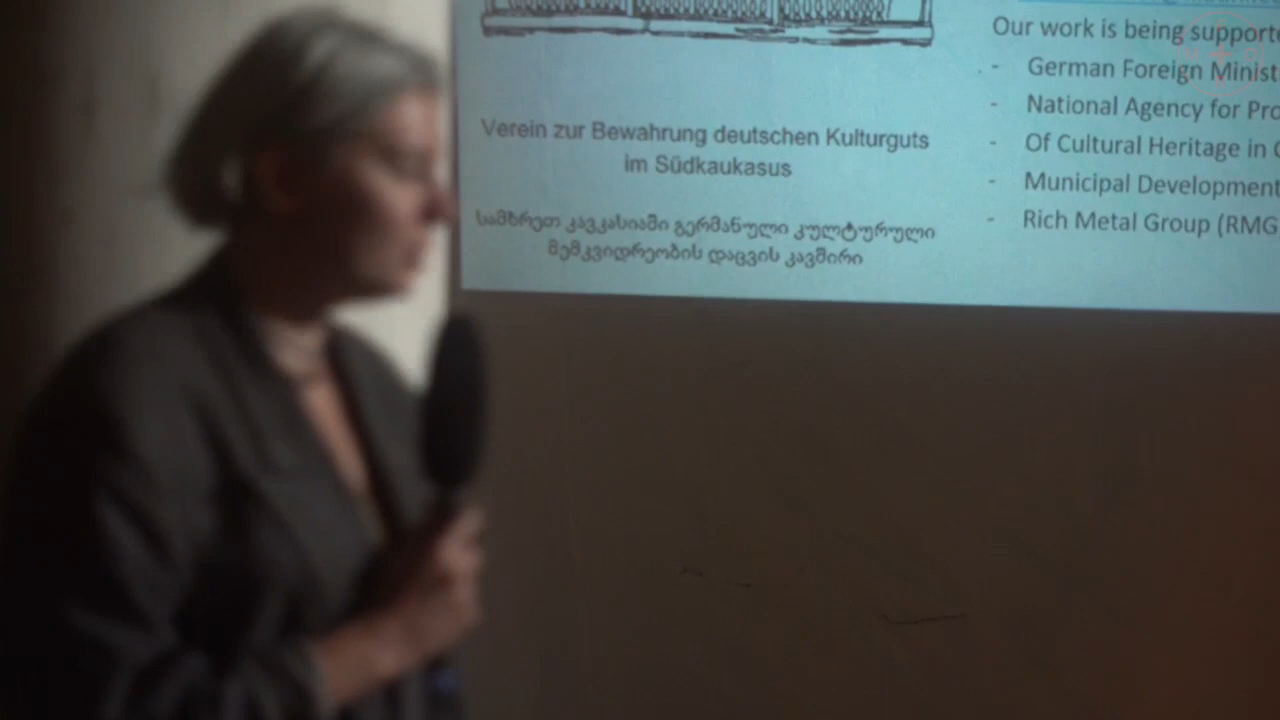 Verein zur Bewahrung deutschen Kulturguts
im Südkaukasus
სამხრეთ კავკასიაში გერმანული კულტურული
მემკვიდრეობის დაცვის კავშირი
Our work is being supporte
- German Foreign Minist
- National Agency for Pro
- Of Cultural Heritage in
- Municipal Development
- Rich Metal Group (RMG